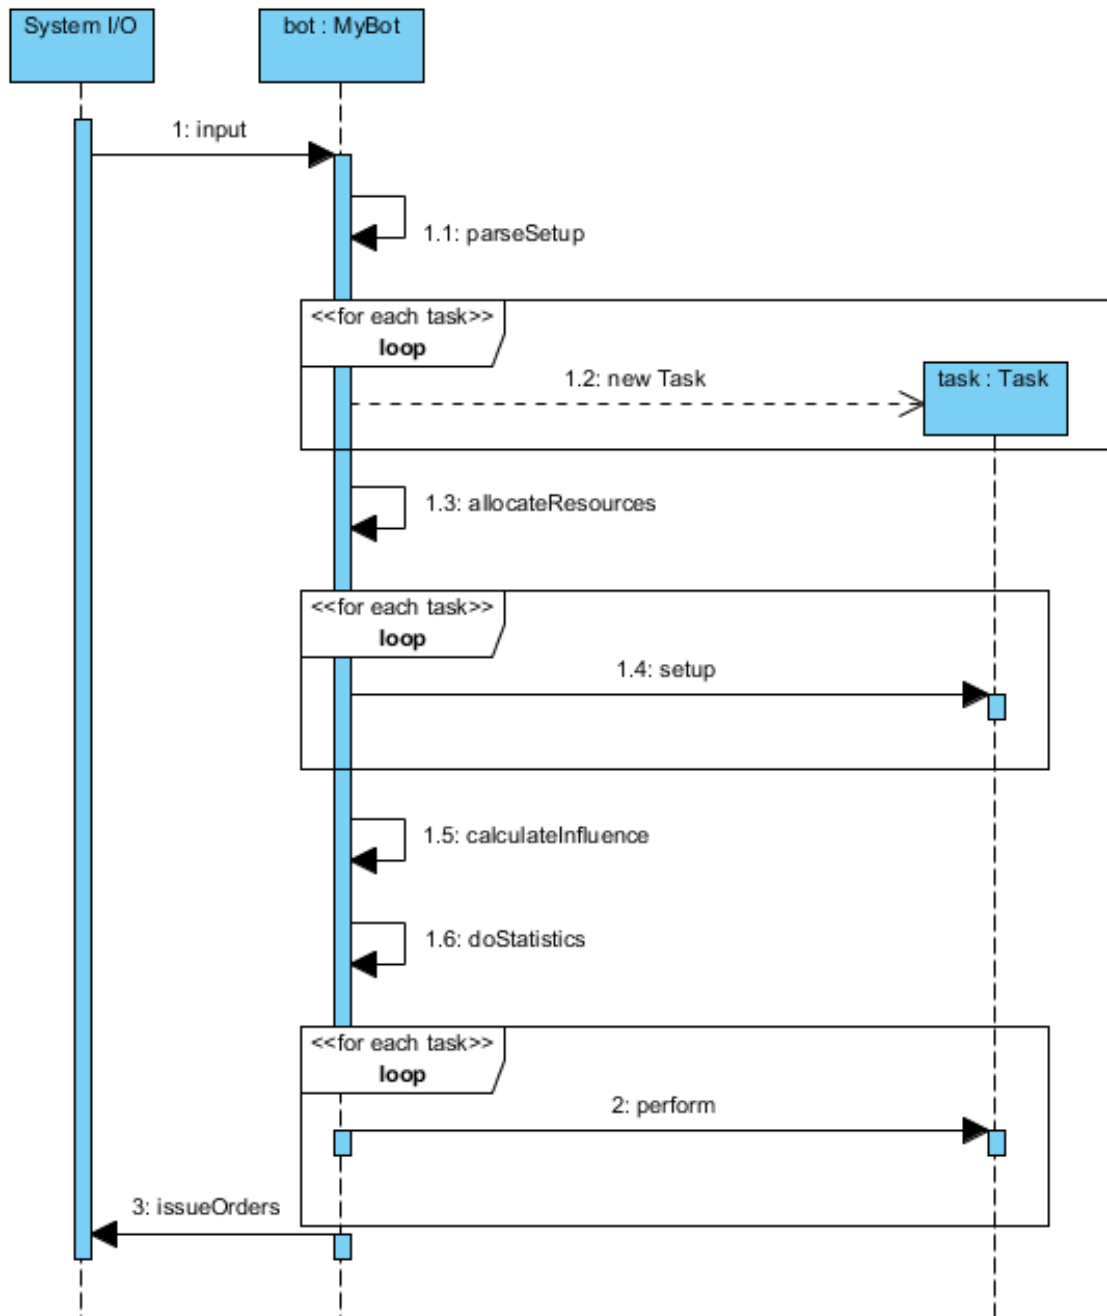 System I/O
bot : MyBot
1: input
1.1: parseSetup
<<for each task>>
loop
1.2: new Task
task : Task
1.3: allocateResources
<<for each task>>
loop
1.4: setup
1.5: calculateInfluence
1.6: doStatistics
<<for each task>>
loop
2: perform
3: issueOrders